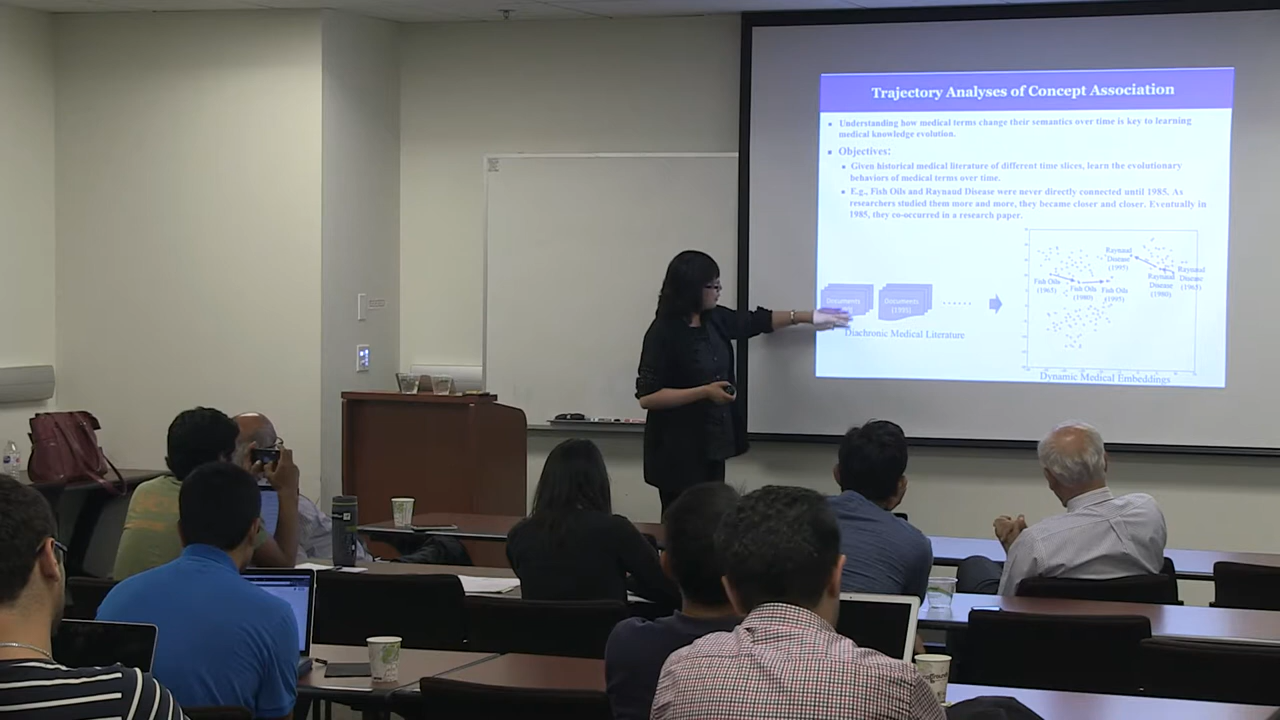 Trajectory Analyses of Concept Association
Understanding how medical terms change their semantics over time is key to learning
medical knowledge evolution.
Objectives:
Given historical medical literature of different time slices, learn the evolutionary
behaviors of medical terms over time.
E.g., Fish Oils and Raynaud Disease were never directly connected until 1985. As
researchers studied them more and more, they became closer and closer. Eventually in
1985, they co-occurred in a research paper.
Documents
Documents
(1995)
......
Diachronic Medical Literature
Raynaud
Disease
(1995)
Raynaud
Disease
(1980)
Raynaud
Disease
(1965)
Fish Oils
(1965)
Fish Oils
(1980)
Fish Oils
(1995)
Dynamic Medical Embeddings